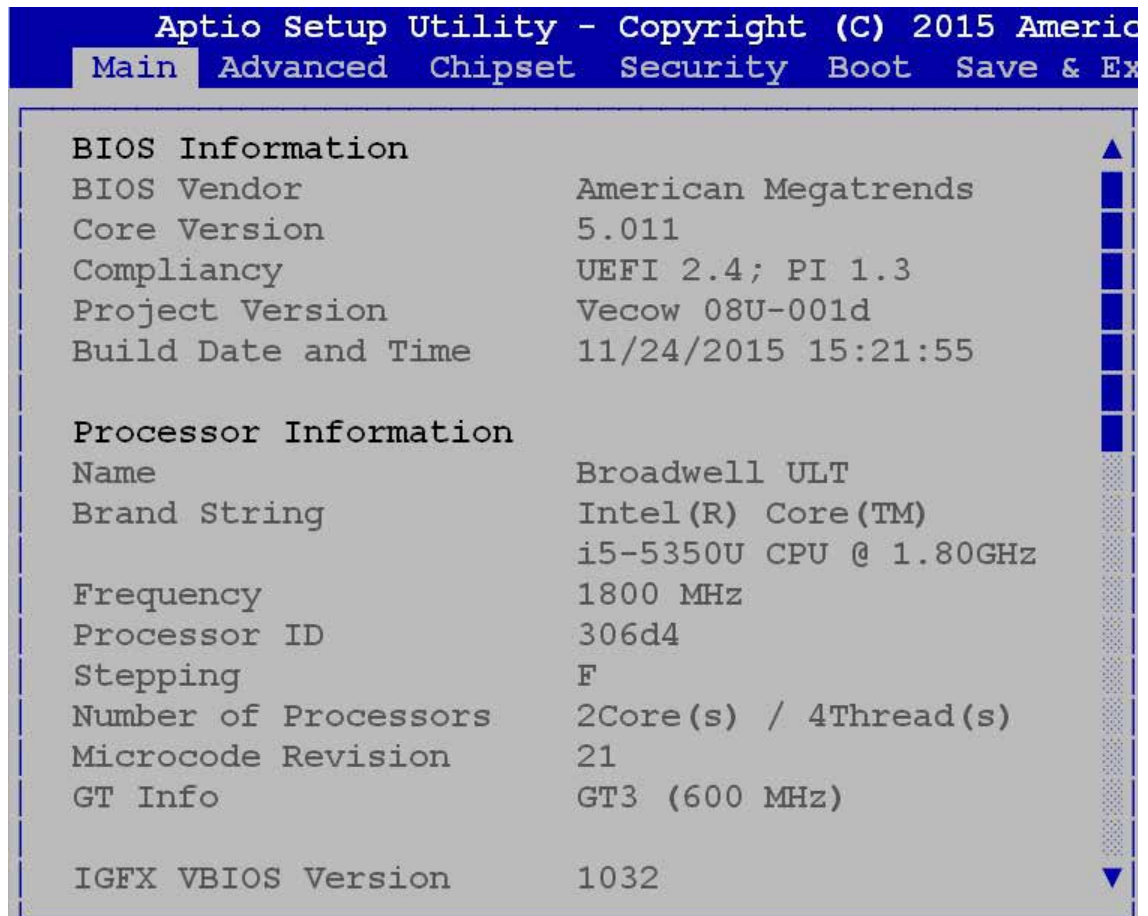 Aptio Setup Utility - Copyright (C) 2015 Americ
Main Advanced Chipset Security Boot Save & Ex
BIOS Information
BIOS Vendor American Megatrends
Core Version 5.011
Compliancy UEFI 2.4; PI 1.3
Project Version Vecow 08U-001d
Build Date and Time 11/24/2015 15:21:55
Processor Information
Name Broadwell ULT
Brand String Intel(R) Core(TM)
i5-5350U CPU @ 1.80GHz
Frequency 1800 MHz
Processor ID 306d4
Stepping F
Number of Processors 2Core(s) / 4Thread(s)
Microcode Revision 21
GT Info GT3 (600 MHz)
IGFX VBIOS Version 1032